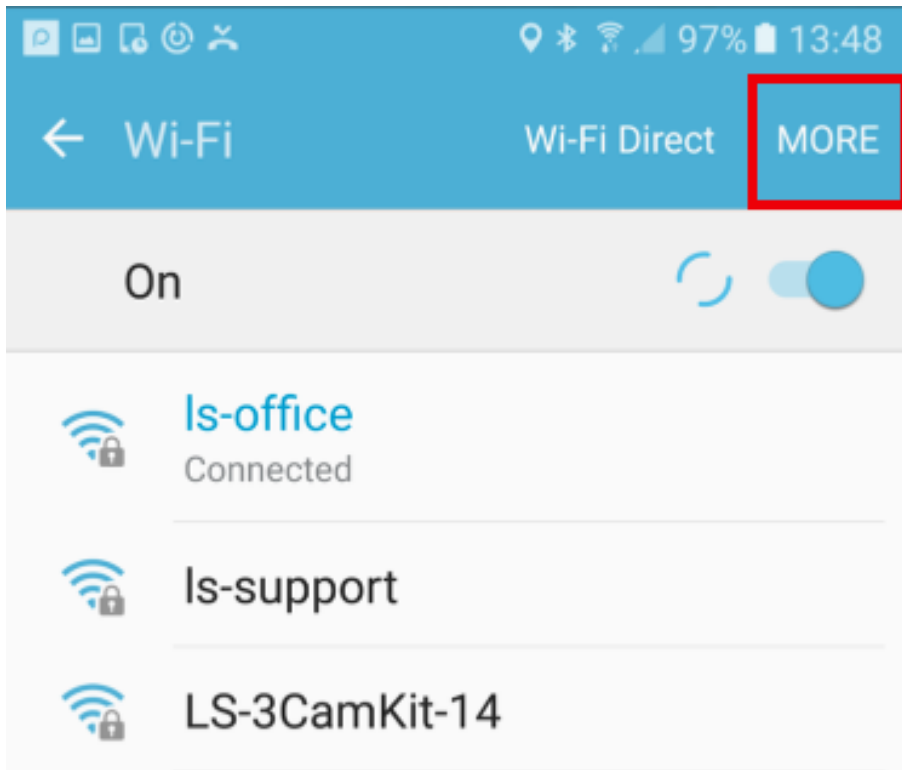 97% 13:48
Wi-Fi Wi-Fi Direct MORE
On
ls-office
Connected
ls-support
LS-3CamKit-14